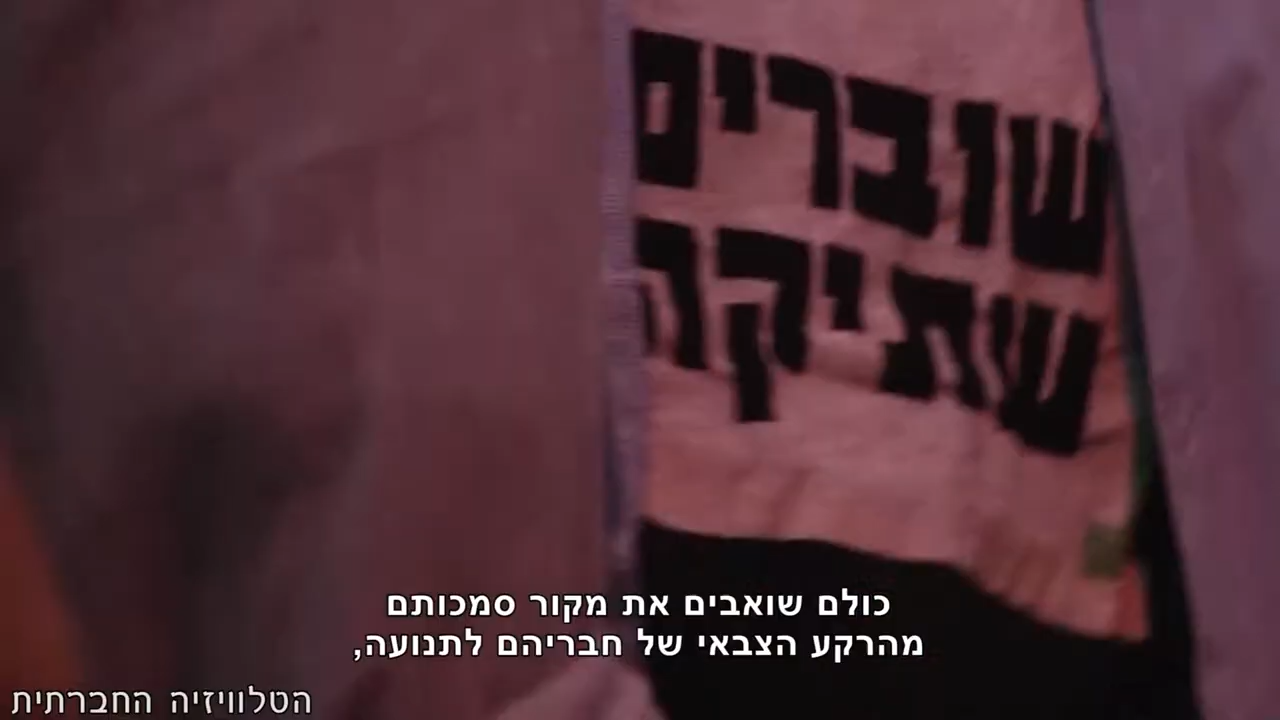 שוברים
שתיקה
כולם שואבים את מקור סמכותם
מהרקע הצבאי של חבריהם לתנועה,
הטלוויזיה החברתית